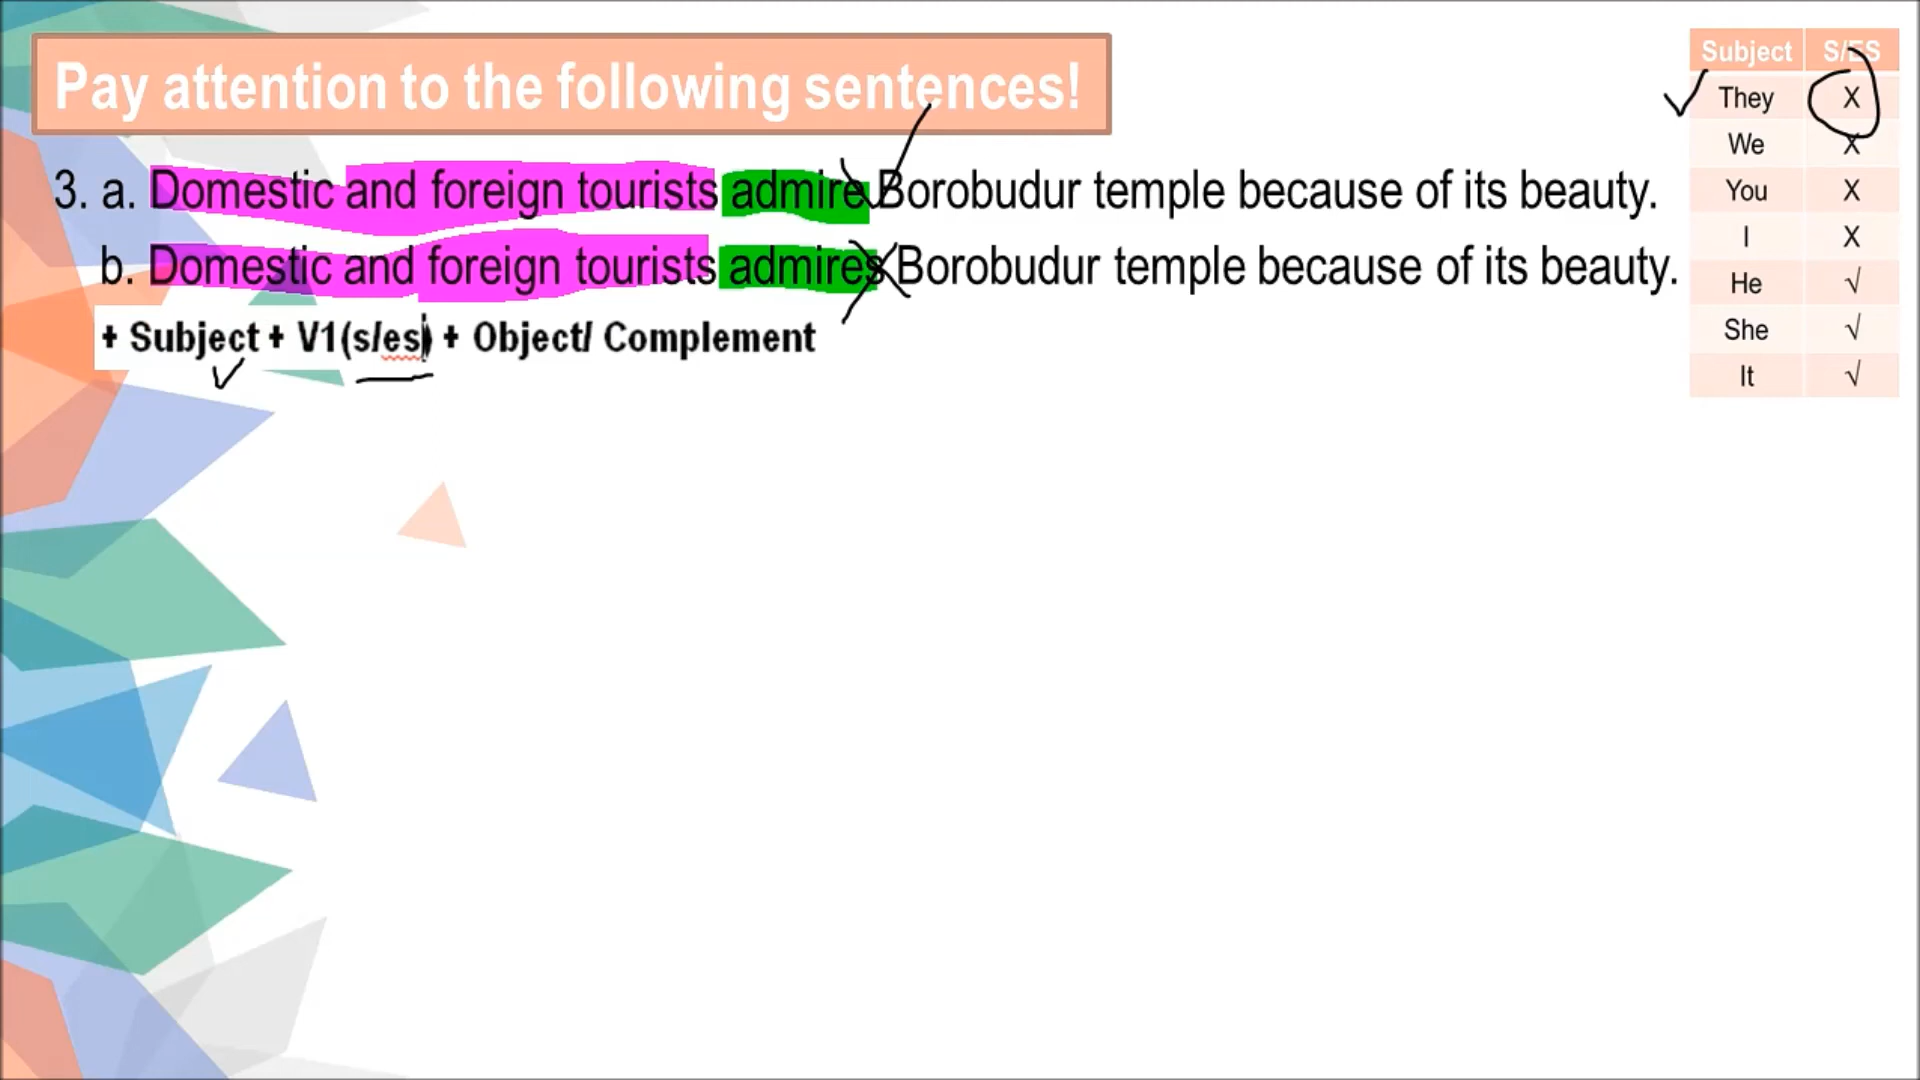 Pay attention to the following sentences!
3. a. Domestic and foreign tourists admire Borobudur temple because of its beauty.
b. Domestic and foreign tourists admires Borobudur temple because of its beauty.
+ Subject + V1(s/es) + Object/ Complement
Subject S/ES
They X
We X
You X
I X
He √
She √
It √